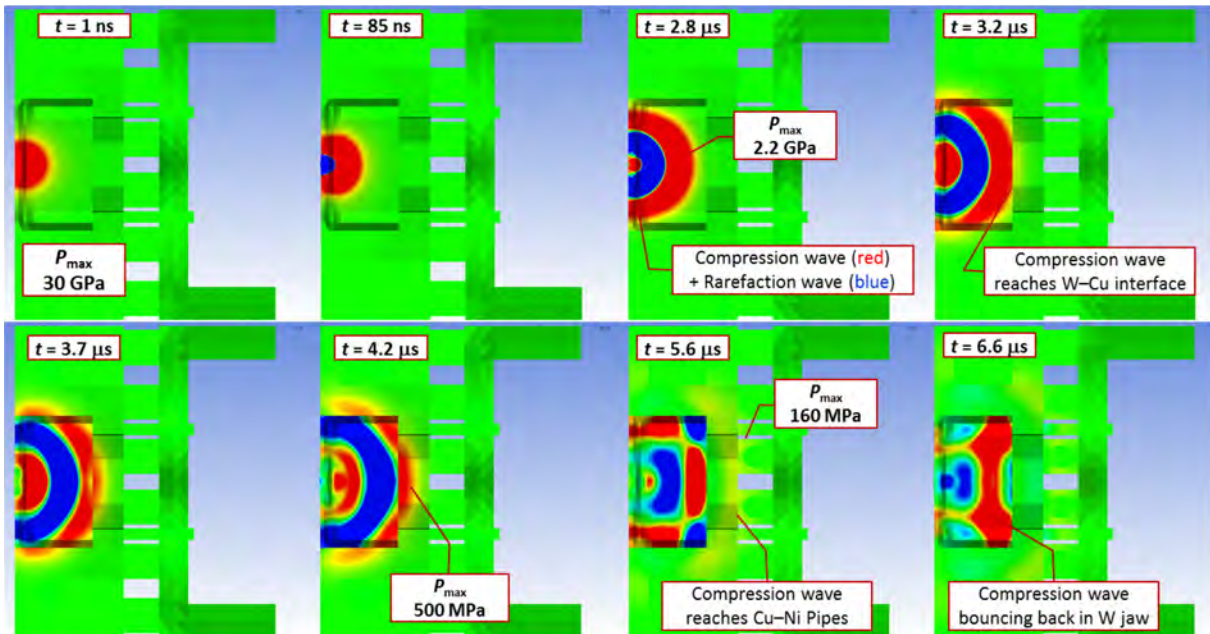 t = 1 ns
t = 85 ns
t = 2.8 µs
t = 3.2 µs
Pmax
30 GPa
Pmax
2.2 GPa
Compression wave (red)
+ Rarefaction wave (blue)
Compression wave
reaches W–Cu interface
t = 3.7 µs
t = 4.2 µs
t = 5.6 µs
t = 6.6 µs
Pmax
500 MPa
Pmax
160 MPa
Compression wave
reaches Cu–Ni Pipes
Compression wave
bouncing back in W jaw